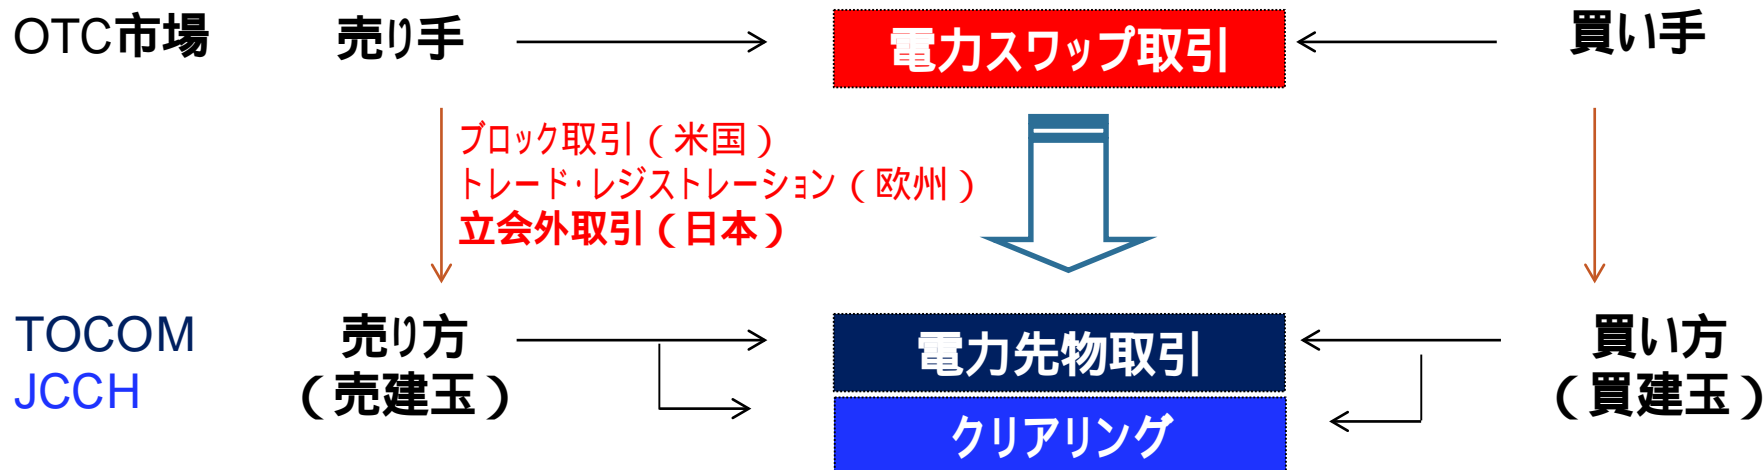 OTC市場
売り手
電力スワップ取引
買い手
ブロック取引（米国）
トレード・レジストレーション（欧州）
立会外取引（日本）
TOCOM
JCCH
売り方
（売建玉）
電力先物取引
クリアリング
買い方
（買建玉）